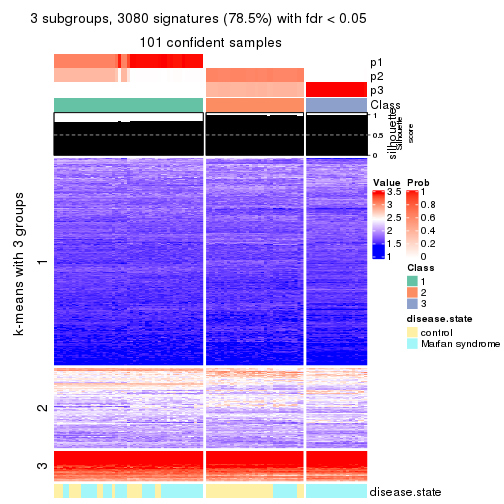 3 subgroups, 3080 signatures (78.5%) with fdr < 0.05
101 confident samples
p1
p2
p3
Class
1
0.5
0
silhouette
Silhouette
score
k-means with 3 groups
1
2
3
Value
3.5
2.5
1.5
Prob
1
0.8
0.6
0.4
0.2
0
Class
1
2
3
disease.state
control
Marfan syndrome
disease.state